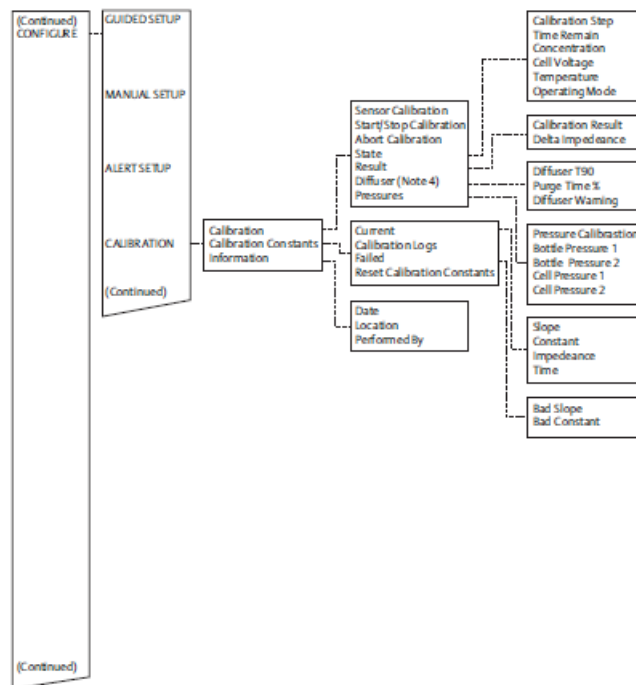 (Continued)
CONFIGURE
GUIDED SETUP
MANUAL SETUP
ALERT SETUP
CALIBRATION
(Continued)
(Continued)
Calibration
Calibration Constants
Information
Sensor Calibration
Start/Stop Calibration
Abort Calibration
State
Result
Diffuser (Note 4)
Pressures
Current
Calibration Logs
Failed
Reset Calibration Constants
Date
Location
Performed By
Calibration Step
Time Remain
Concentration
Cell Voltage
Temperature
Operating Mode
Calibration Result
Delta Impedance
Diffuser T90
Purge Time %
Diffuser Warning
Pressure Calibrastion
Bottle Pressure 1
Bottle Pressure 2
Cell Pressure 1
Cell Pressure 2
Slope
Constant
Impedeance
Time
Bad Slope
Bad Constant